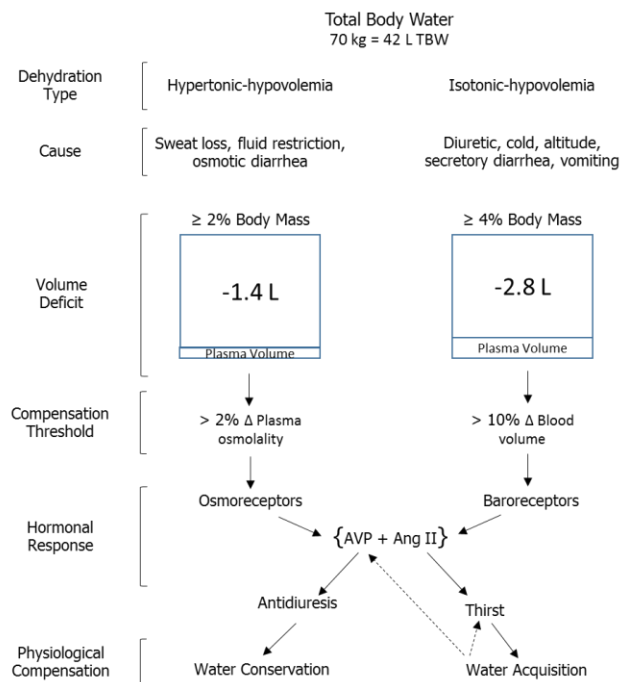 Total Body Water
70 kg = 42 L TBW
Dehydration
Type
Hypertonic-hypovolemia
Isotonic-hypovolemia
Cause
Sweat loss, fluid restriction,
osmotic diarrhea
Diuretic, cold, altitude,
secretory diarrhea, vomiting
Volume
Deficit
≥ 2% Body Mass
-1.4 L
Plasma Volume
≥ 4% Body Mass
-2.8 L
Plasma Volume
Compensation
Threshold
> 2% Δ Plasma
osmolality
> 10% Δ Blood
volume
Hormonal
Response
Osmoreceptors
Baroreceptors
{AVP + Ang II}
Antidiuresis
Thirst
Physiological
Compensation
Water Conservation
Water Acquisition